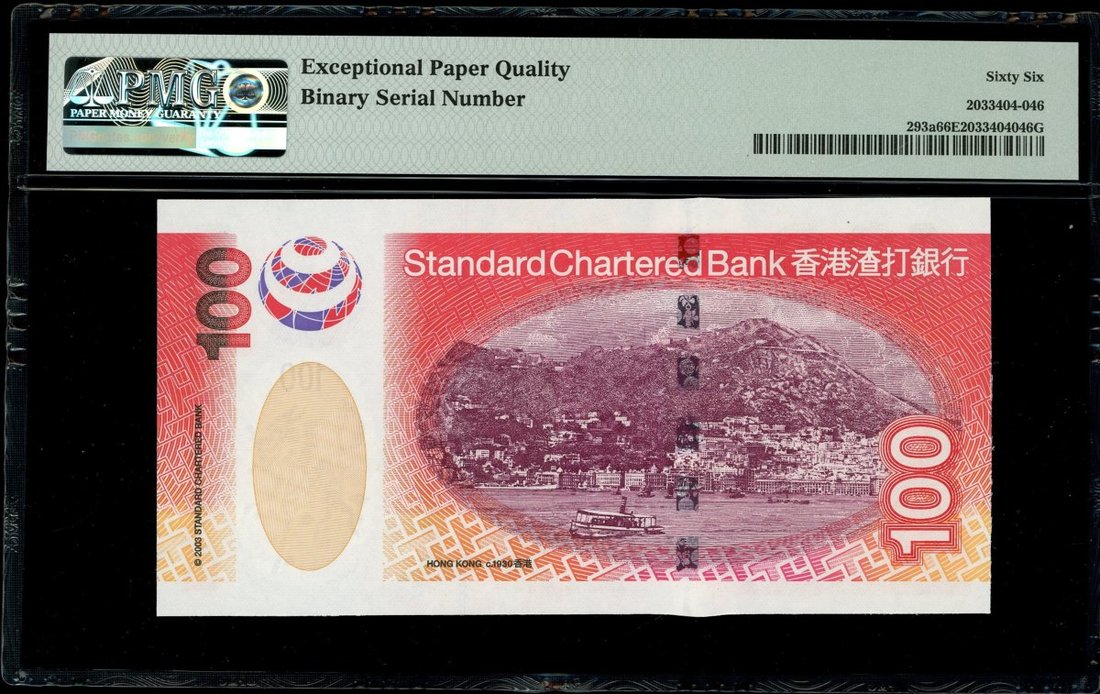 PMG
PAPER MONEY GUARANTY
Exceptional Paper Quality
Binary Serial Number
Sixty Six
2033404-046
293a66E2033404046G
Standard Chartered Bank 香港渣打銀行
100
© 2003 STANDARD CHARTERED BANK
HONG KONG c.1930 香港
100